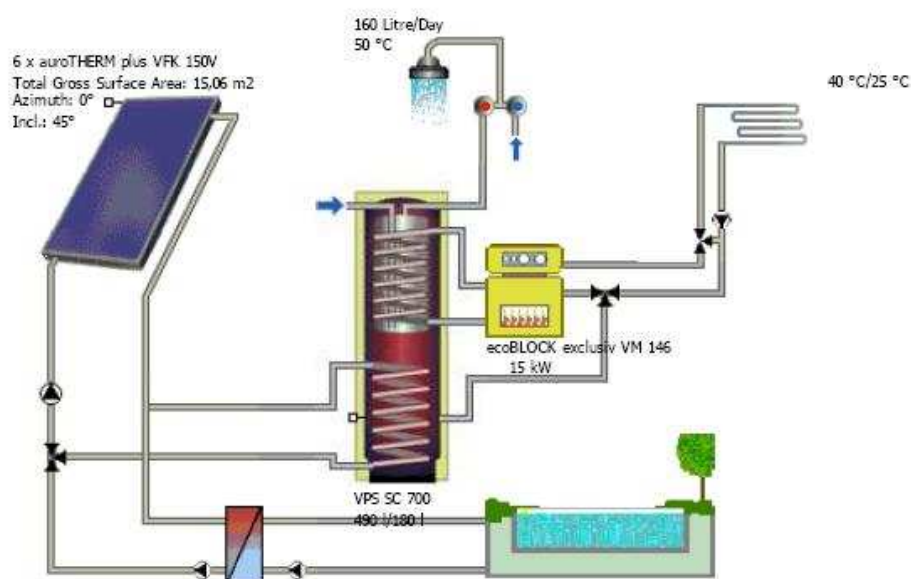 160 Litre/Day
50 °C
6 x auroTHERM plus VFK 150V
Total Gross Surface Area: 15,06 m2
Azimuth: 0°
Incl.: 45°
40 °C/25 °C
ecoBLOCK exclusiv VM 146
15 kW
VPS SC 700
490 l/180 l